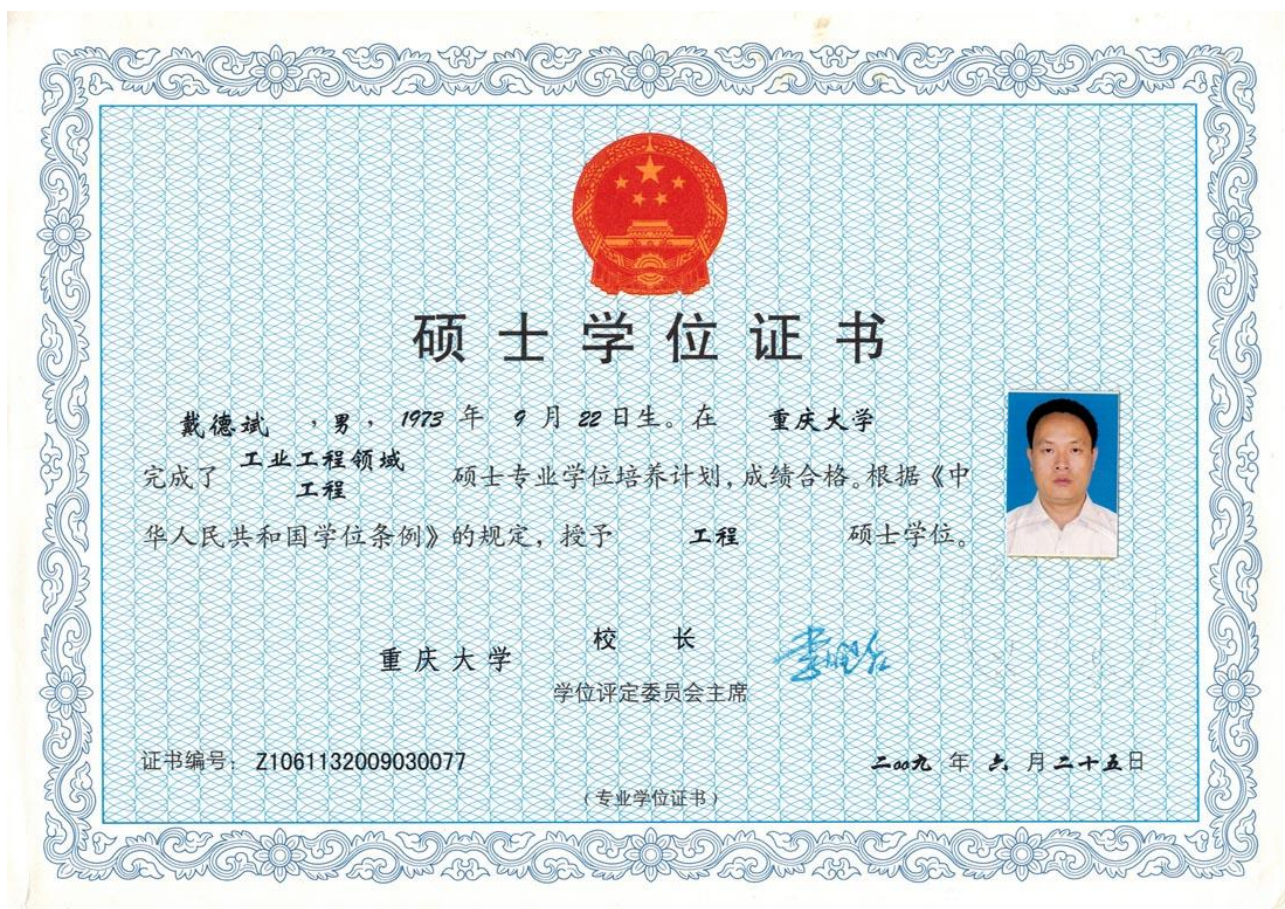 硕士学位证书
戴德斌 ，男，1973 年 9 月 22 日生。在 重庆大学
工业工程领域
完成了 工程 硕士专业学位培养计划，成绩合格。根据《中
华人民共和国学位条例》的规定，授予 工程 硕士学位。
重庆大学 校 长
学位评定委员会主席
证书编号：Z1061132009030077
二〇〇九 年 六 月二十五日
（专业学位证书）